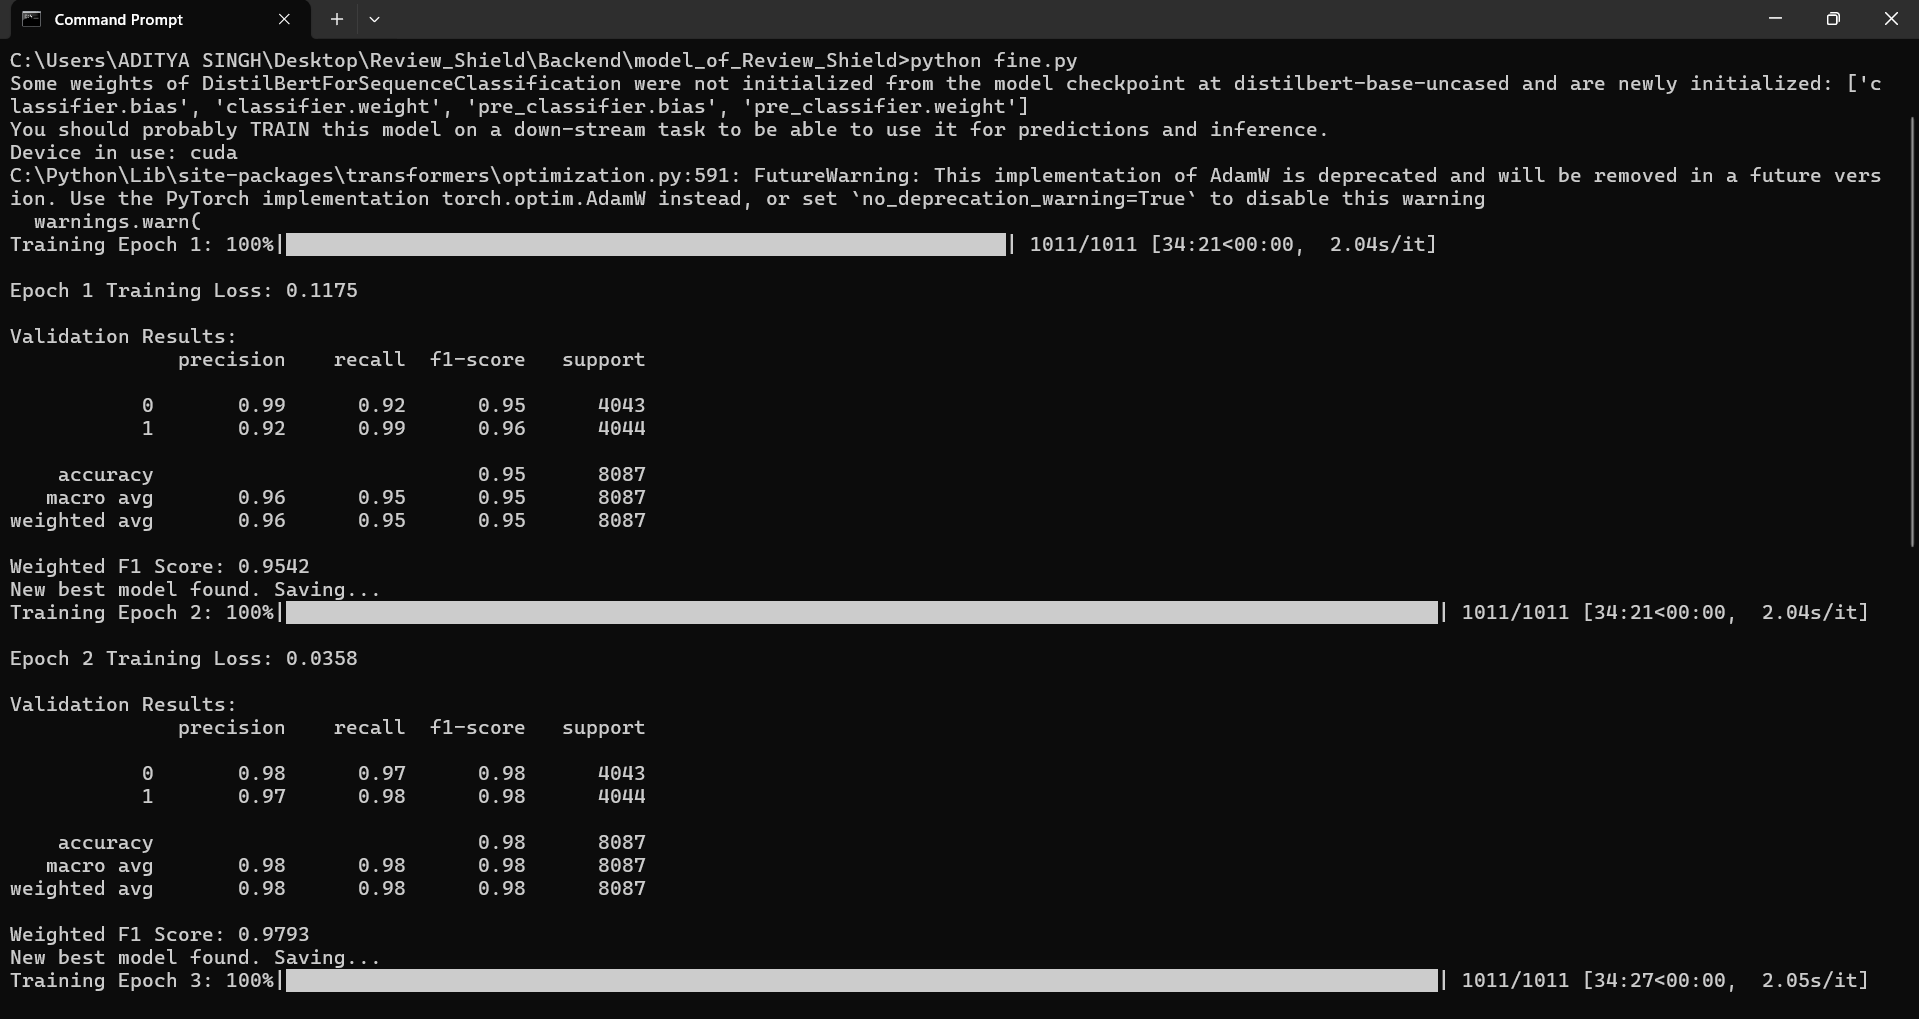 Command Prompt
C:\Users\ADITYA SINGH\Desktop\Review_Shield\Backend\model_of_Review_Shield>python fine.py
Some weights of DistilBertForSequenceClassification were not initialized from the model checkpoint at distilbert-base-uncased and are newly initialized: ['c
lassifier.bias', 'classifier.weight', 'pre_classifier.bias', 'pre_classifier.weight']
You should probably TRAIN this model on a down-stream task to be able to use it for predictions and inference.
Device in use: cuda
C:\Python\Lib\site-packages\transformers\optimization.py:591: FutureWarning: This implementation of AdamW is deprecated and will be removed in a future vers
ion. Use the PyTorch implementation torch.optim.AdamW instead, or set `no_deprecation_warning=True` to disable this warning
  warnings.warn(
Training Epoch 1: 100%|| 1011/1011 [34:21<00:00,  2.04s/it]
Epoch 1 Training Loss: 0.1175
Validation Results:
              precision    recall  f1-score   support
           0       0.99      0.92      0.95      4043
           1       0.92      0.99      0.96      4044
    accuracy                           0.95      8087
   macro avg       0.96      0.95      0.95      8087
weighted avg       0.96      0.95      0.95      8087
Weighted F1 Score: 0.9542
New best model found. Saving...
Training Epoch 2: 100%|| 1011/1011 [34:21<00:00,  2.04s/it]
Epoch 2 Training Loss: 0.0358
Validation Results:
              precision    recall  f1-score   support
           0       0.98      0.97      0.98      4043
           1       0.97      0.98      0.98      4044
    accuracy                           0.98      8087
   macro avg       0.98      0.98      0.98      8087
weighted avg       0.98      0.98      0.98      8087
Weighted F1 Score: 0.9793
New best model found. Saving...
Training Epoch 3: 100%|| 1011/1011 [34:27<00:00,  2.05s/it]